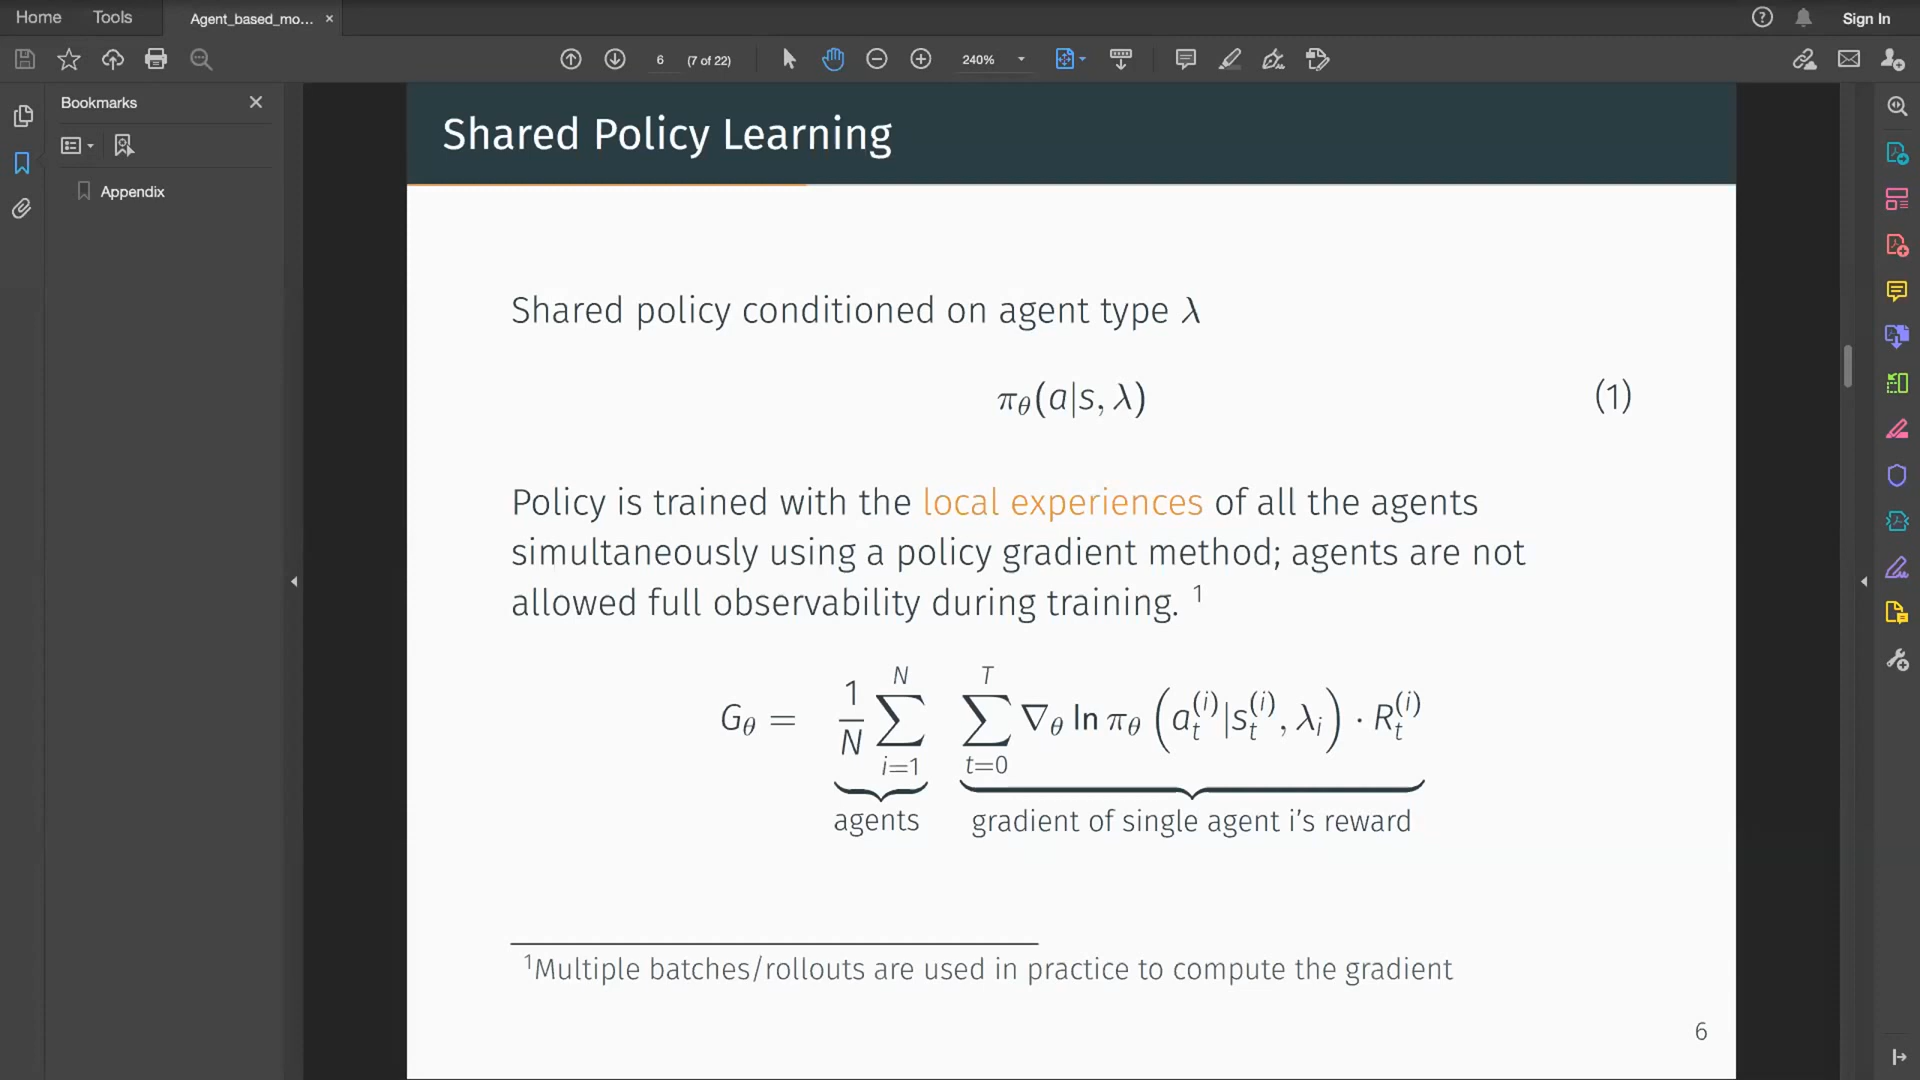 Home Tools Agent_based_mo... × Sign In
6 (7 of 22) 240%
Bookmarks
Appendix
Shared Policy Learning
Shared policy conditioned on agent type λ
π_θ(a|s, λ) (1)
Policy is trained with the local experiences of all the agents
simultaneously using a policy gradient method; agents are not
allowed full observability during training. ¹
G_θ = \frac{1}{N} \sum_{i=1}^{N} \sum_{t=0}^{T} ∇_θ ln π_θ (a_t^{(i)}|s_t^{(i)}, λ_i) · R_t^{(i)}
agents gradient of single agent i's reward
¹Multiple batches/rollouts are used in practice to compute the gradient
6